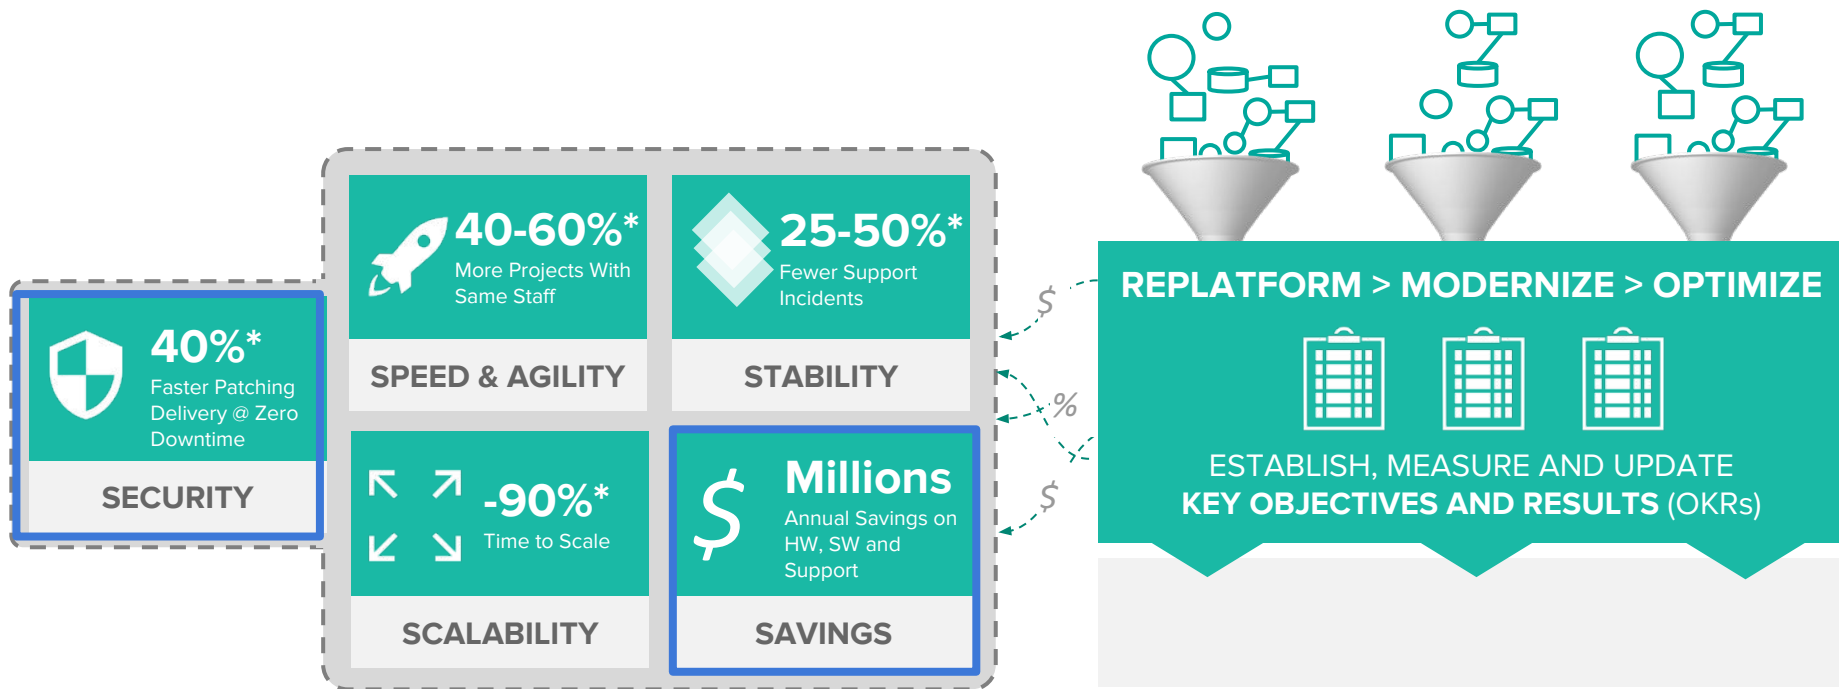 40%*
Faster Patching
Delivery @ Zero
Downtime
SECURITY
40-60%*
More Projects With
Same Staff
SPEED & AGILITY
25-50%*
Fewer Support
Incidents
STABILITY
-90%*
Time to Scale
SCALABILITY
$
Millions
Annual Savings on
HW, SW and
Support
SAVINGS
$
%
$
REPLATFORM > MODERNIZE > OPTIMIZE
ESTABLISH, MEASURE AND UPDATE
KEY OBJECTIVES AND RESULTS (OKRs)